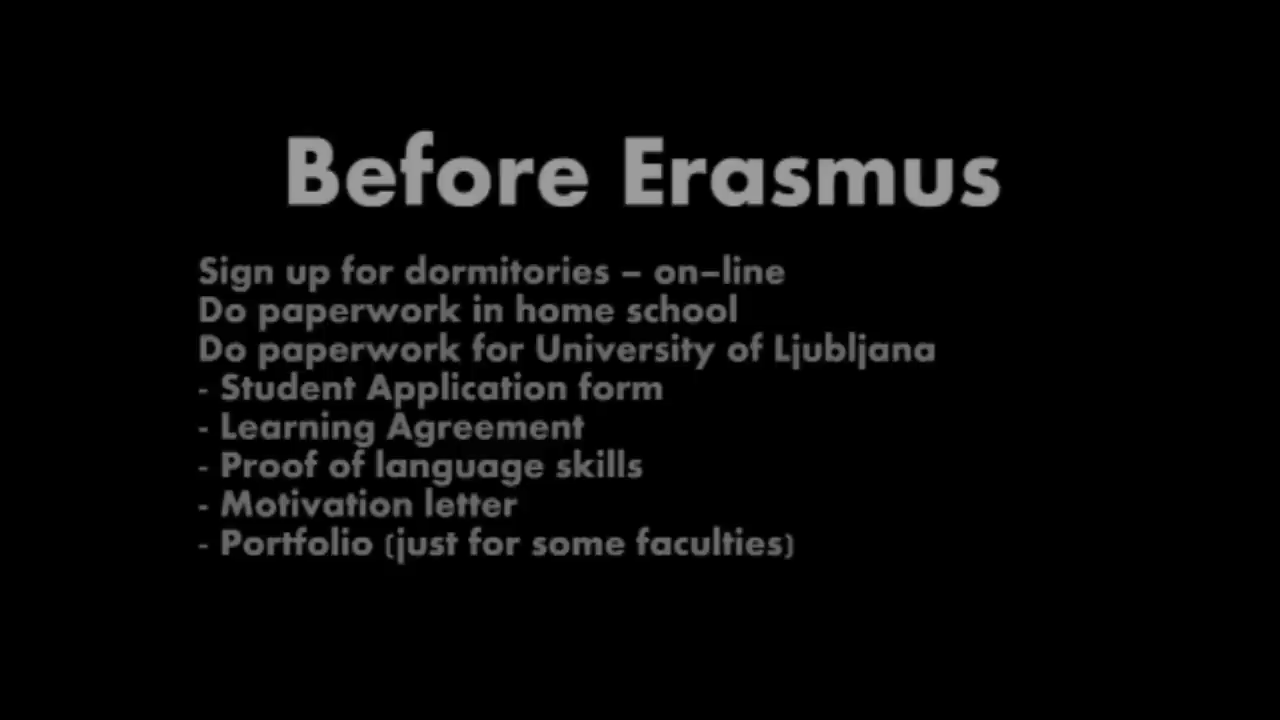 Before Erasmus
Sign up for dormitories – on–line
Do paperwork in home school
Do paperwork for University of Ljubljana
- Student Application form
- Learning Agreement
- Proof of language skills
- Motivation letter
- Portfolio (just for some faculties)